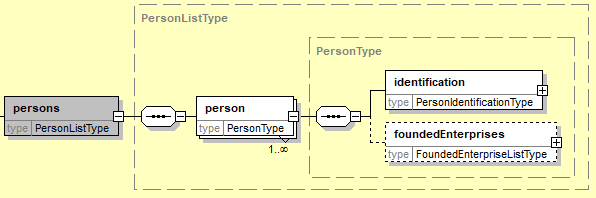 PersonListType
PersonType
persons
type PersonListType
person
type PersonType
1..∞
identification
type PersonIdentificationType
foundedEnterprises
type FoundedEnterpriseListType